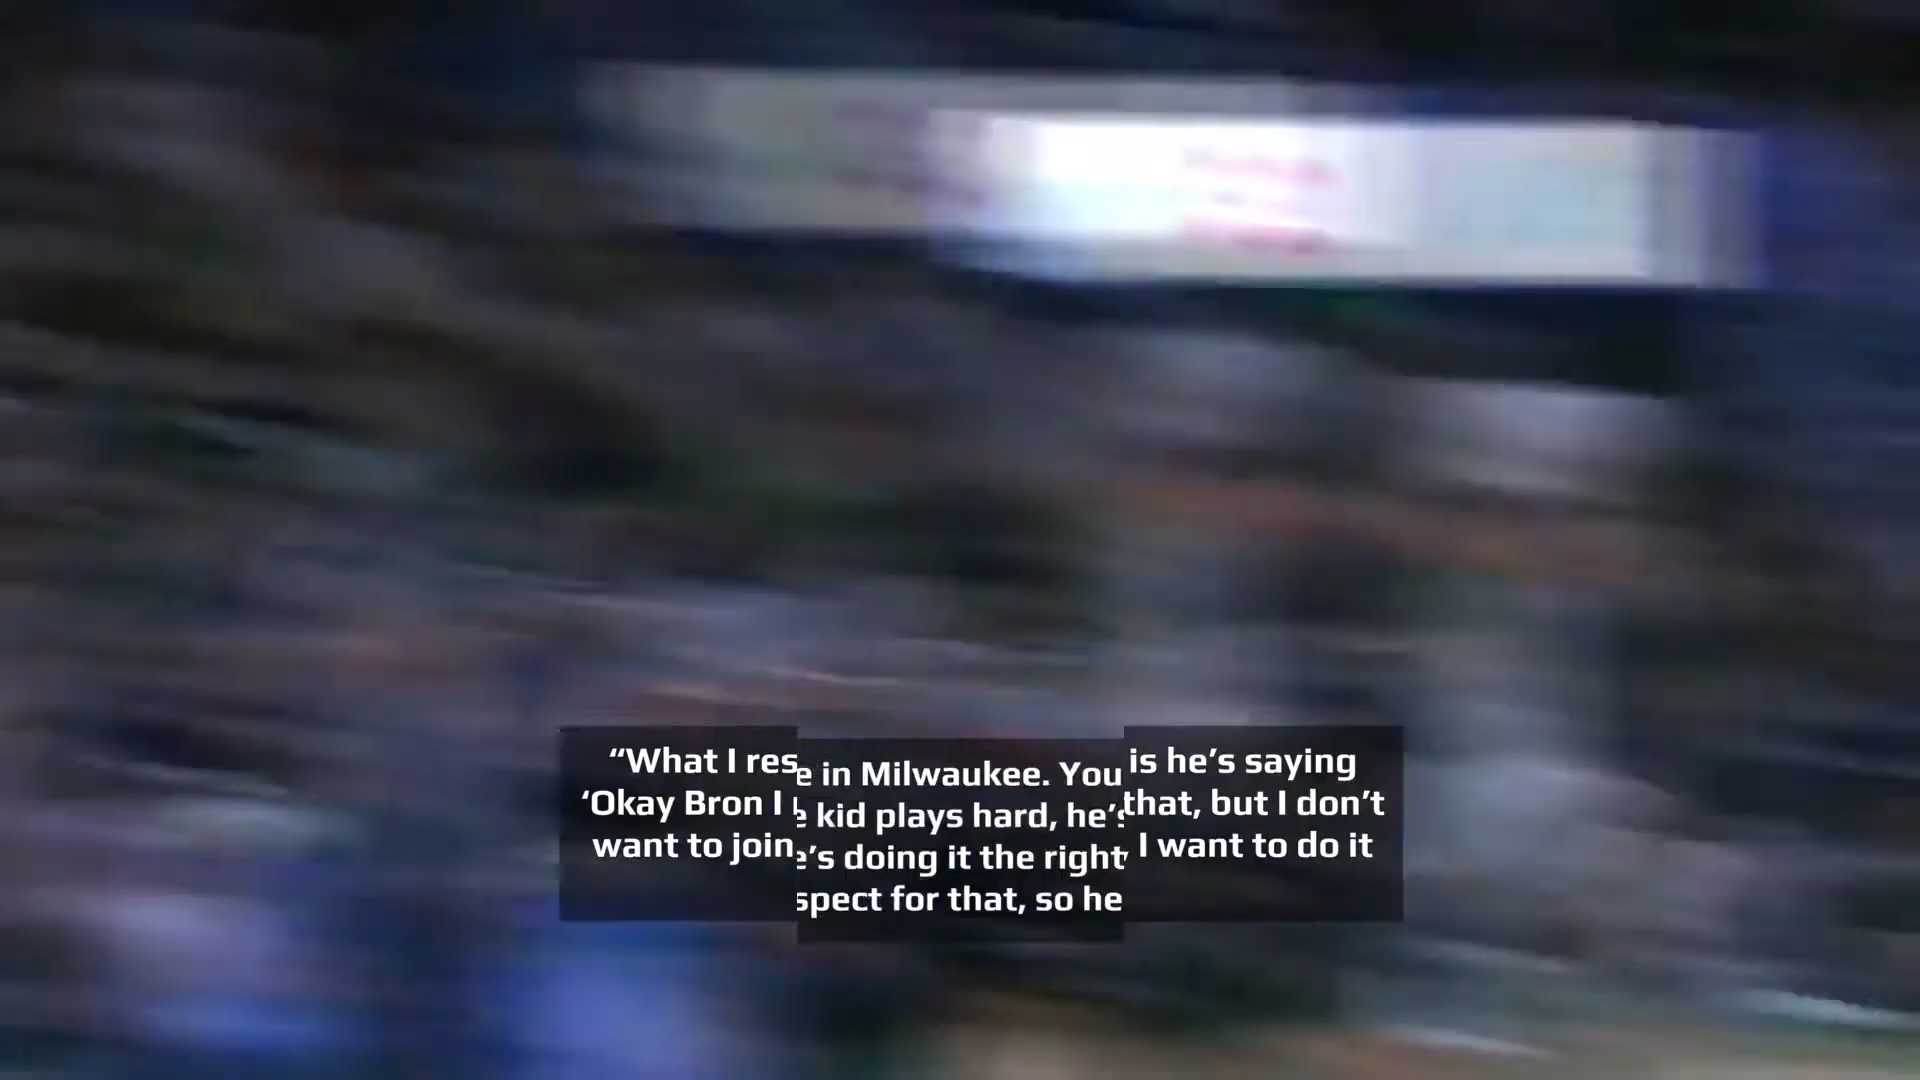 “What I res
‘Okay Bron I
want to join
e in Milwaukee. You
e kid plays hard, he’s
e’s doing it the right
spect for that, so he
is he’s saying
that, but I don’t
I want to do it